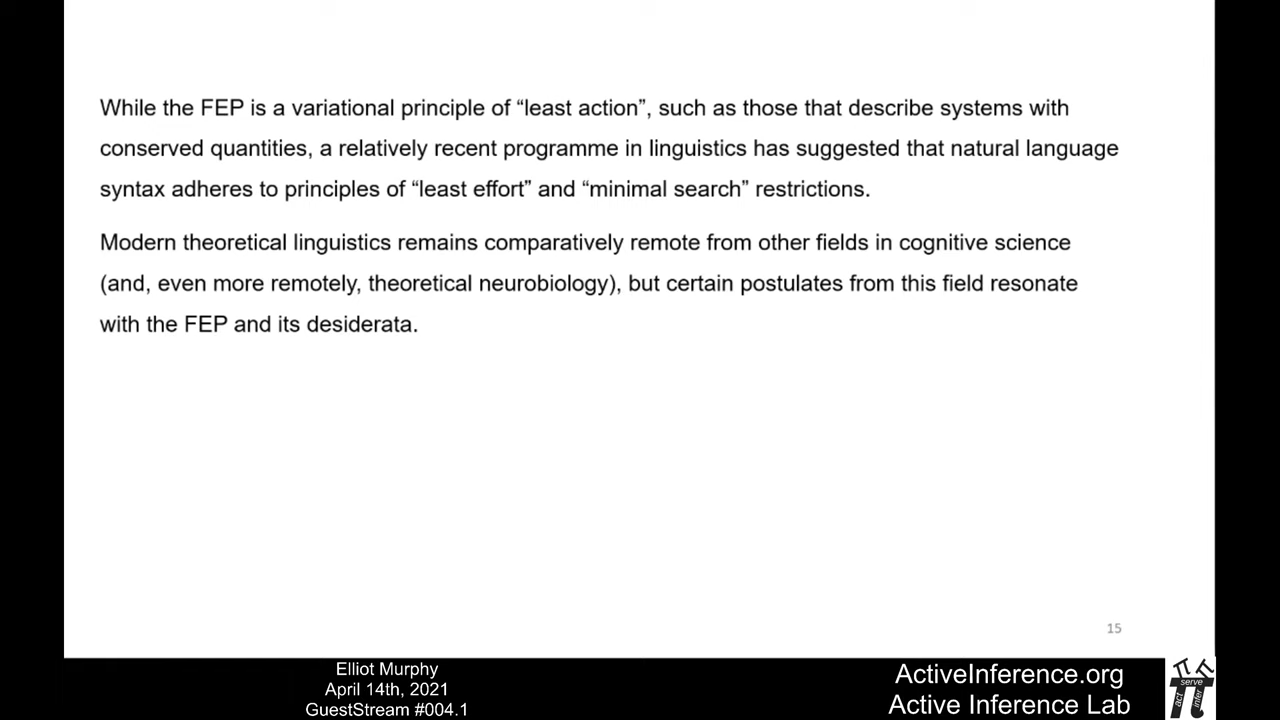 While the FEP is a variational principle of “least action”, such as those that describe systems with
conserved quantities, a relatively recent programme in linguistics has suggested that natural language
syntax adheres to principles of “least effort” and “minimal search” restrictions.
Modern theoretical linguistics remains comparatively remote from other fields in cognitive science
(and, even more remotely, theoretical neurobiology), but certain postulates from this field resonate
with the FEP and its desiderata.
15
Elliot Murphy
April 14th, 2021
GuestStream #004.1
ActiveInference.org
Active Inference Lab
serve
act
infer